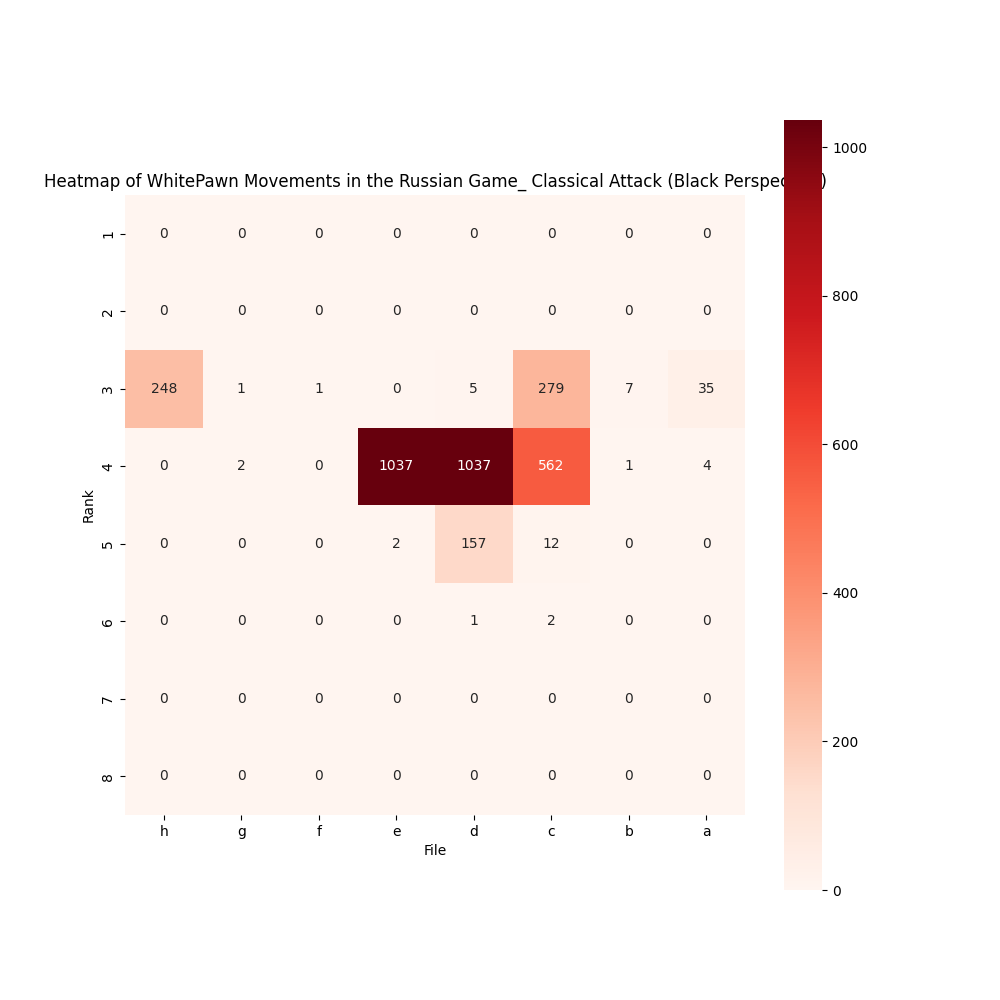 Heatmap of WhitePawn Movements in the Russian Game_ Classical Attack (Black Perspec )
1 0 0 0 0 0 0 0 0
2 0 0 0 0 0 0 0 0
3 248 1 1 0 5 279 7 35
4 0 2 0 1037 1037 562 1 4
5 0 0 0 2 157 12 0 0
6 0 0 0 0 1 2 0 0
7 0 0 0 0 0 0 0 0
8 0 0 0 0 0 0 0 0
Rank
h g f e d c b a
File
1000
800
600
400
200
0